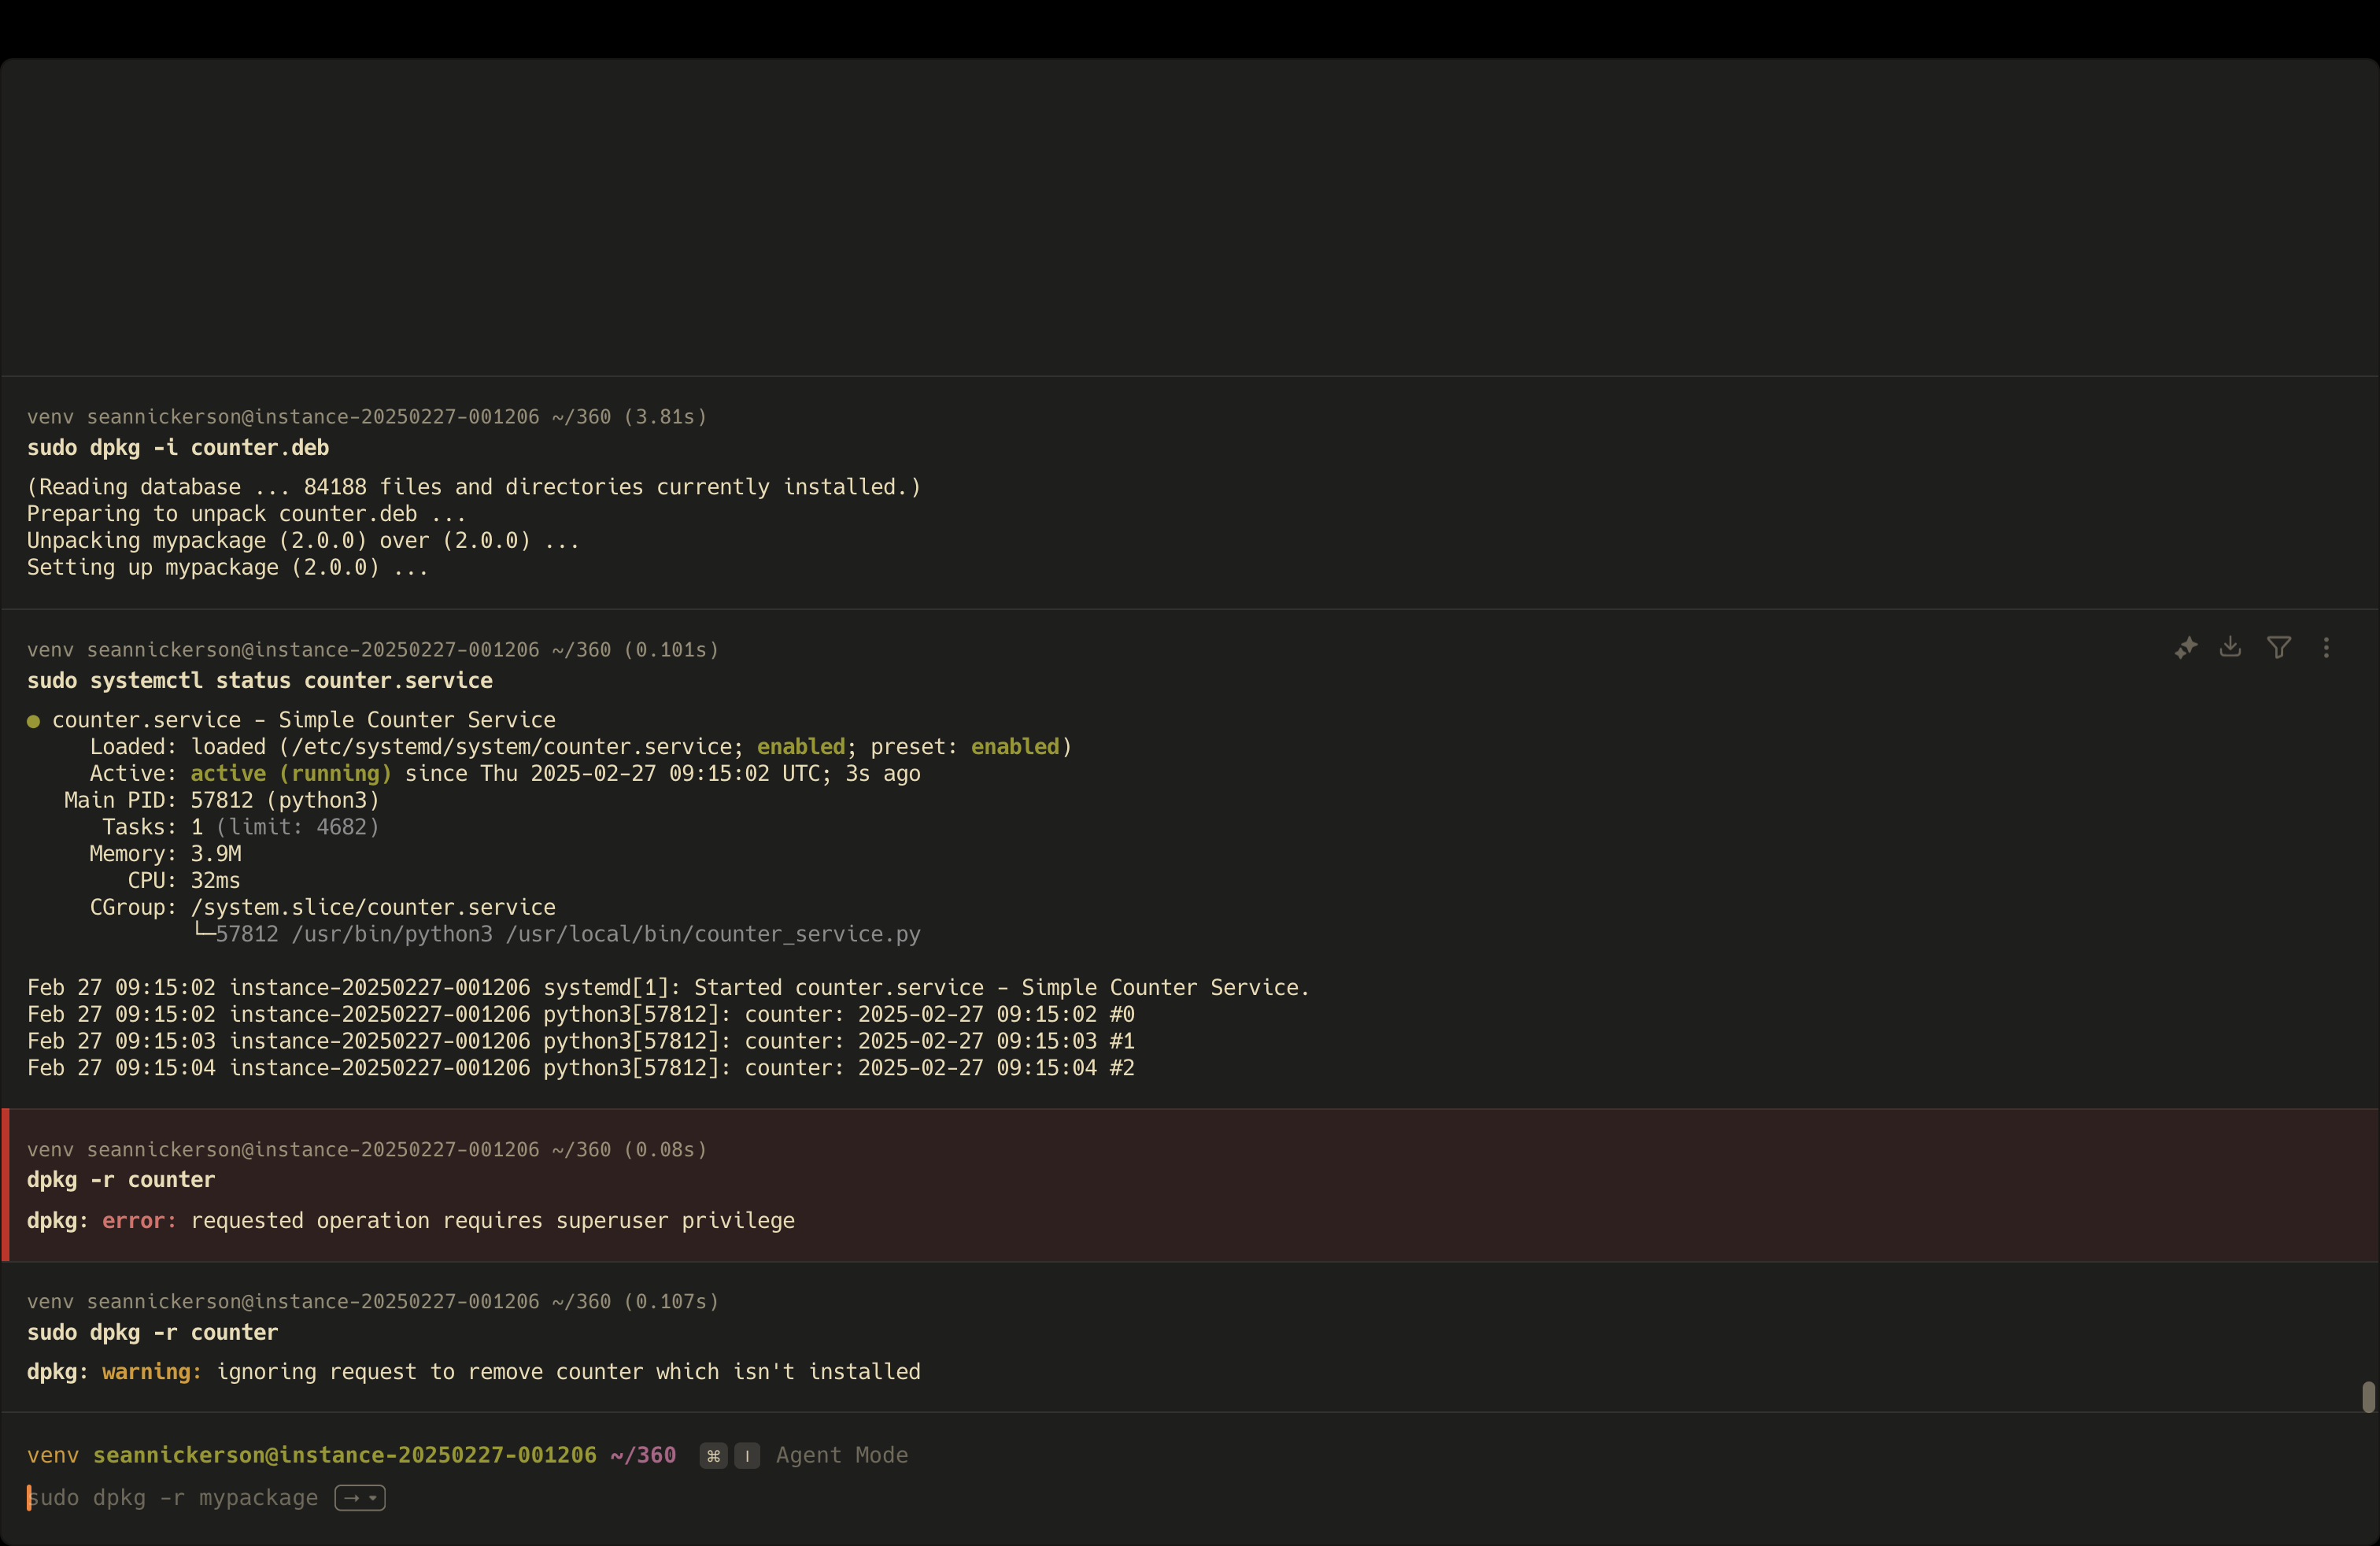 venv seannickerson@instance-20250227-001206 ~/360 (3.81s)
sudo dpkg -i counter.deb
(Reading database ... 84188 files and directories currently installed.)
Preparing to unpack counter.deb ...
Unpacking mypackage (2.0.0) over (2.0.0) ...
Setting up mypackage (2.0.0) ...
venv seannickerson@instance-20250227-001206 ~/360 (0.101s)
sudo systemctl status counter.service
● counter.service - Simple Counter Service
     Loaded: loaded (/etc/systemd/system/counter.service; enabled; preset: enabled)
     Active: active (running) since Thu 2025-02-27 09:15:02 UTC; 3s ago
   Main PID: 57812 (python3)
      Tasks: 1 (limit: 4682)
     Memory: 3.9M
        CPU: 32ms
     CGroup: /system.slice/counter.service
             └─57812 /usr/bin/python3 /usr/local/bin/counter_service.py
Feb 27 09:15:02 instance-20250227-001206 systemd[1]: Started counter.service - Simple Counter Service.
Feb 27 09:15:02 instance-20250227-001206 python3[57812]: counter: 2025-02-27 09:15:02 #0
Feb 27 09:15:03 instance-20250227-001206 python3[57812]: counter: 2025-02-27 09:15:03 #1
Feb 27 09:15:04 instance-20250227-001206 python3[57812]: counter: 2025-02-27 09:15:04 #2
venv seannickerson@instance-20250227-001206 ~/360 (0.08s)
dpkg -r counter
dpkg: error: requested operation requires superuser privilege
venv seannickerson@instance-20250227-001206 ~/360 (0.107s)
sudo dpkg -r counter
dpkg: warning: ignoring request to remove counter which isn't installed
venv seannickerson@instance-20250227-001206 ~/360 ⌘ I Agent Mode
sudo dpkg -r mypackage →